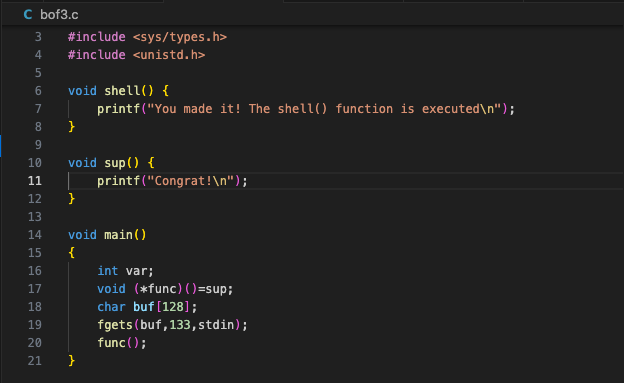 C bof3.c
3 #include <sys/types.h>
4 #include <unistd.h>
5
6 void shell() {
7     printf("You made it! The shell() function is executed\n");
8 }
9
10 void sup() {
11     printf("Congrat!\n");
12 }
13
14 void main()
15 {
16     int var;
17     void (*func)()=sup;
18     char buf[128];
19     fgets(buf,133,stdin);
20     func();
21 }